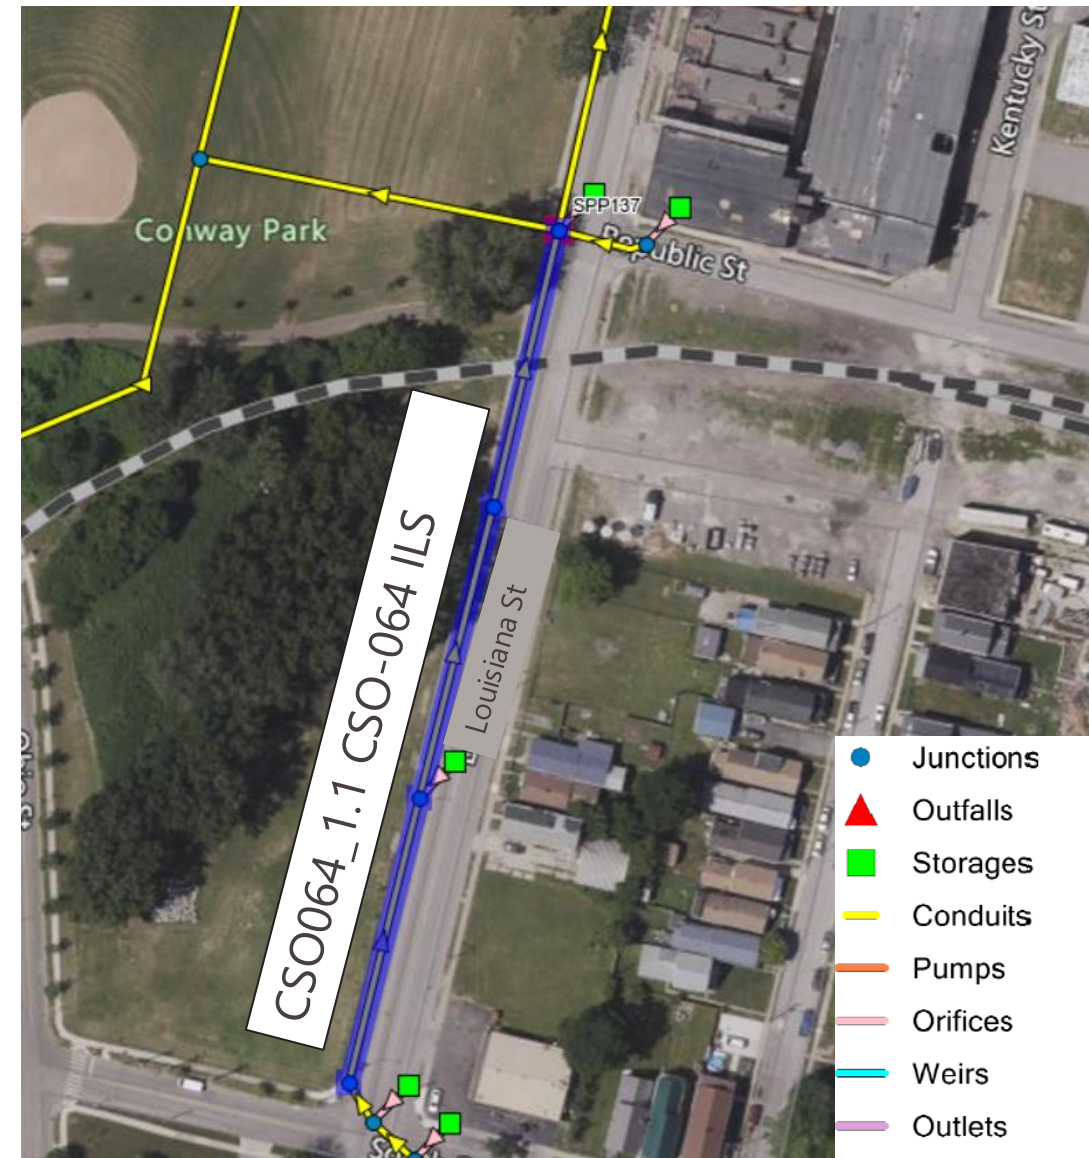 Kentucky St
SPP137
Conway Park
Republic St
CSO064_1.1 CSO-064 ILS
Louisiana St
Junctions
Outfalls
Storages
Conduits
Pumps
Orifices
Weirs
Outlets